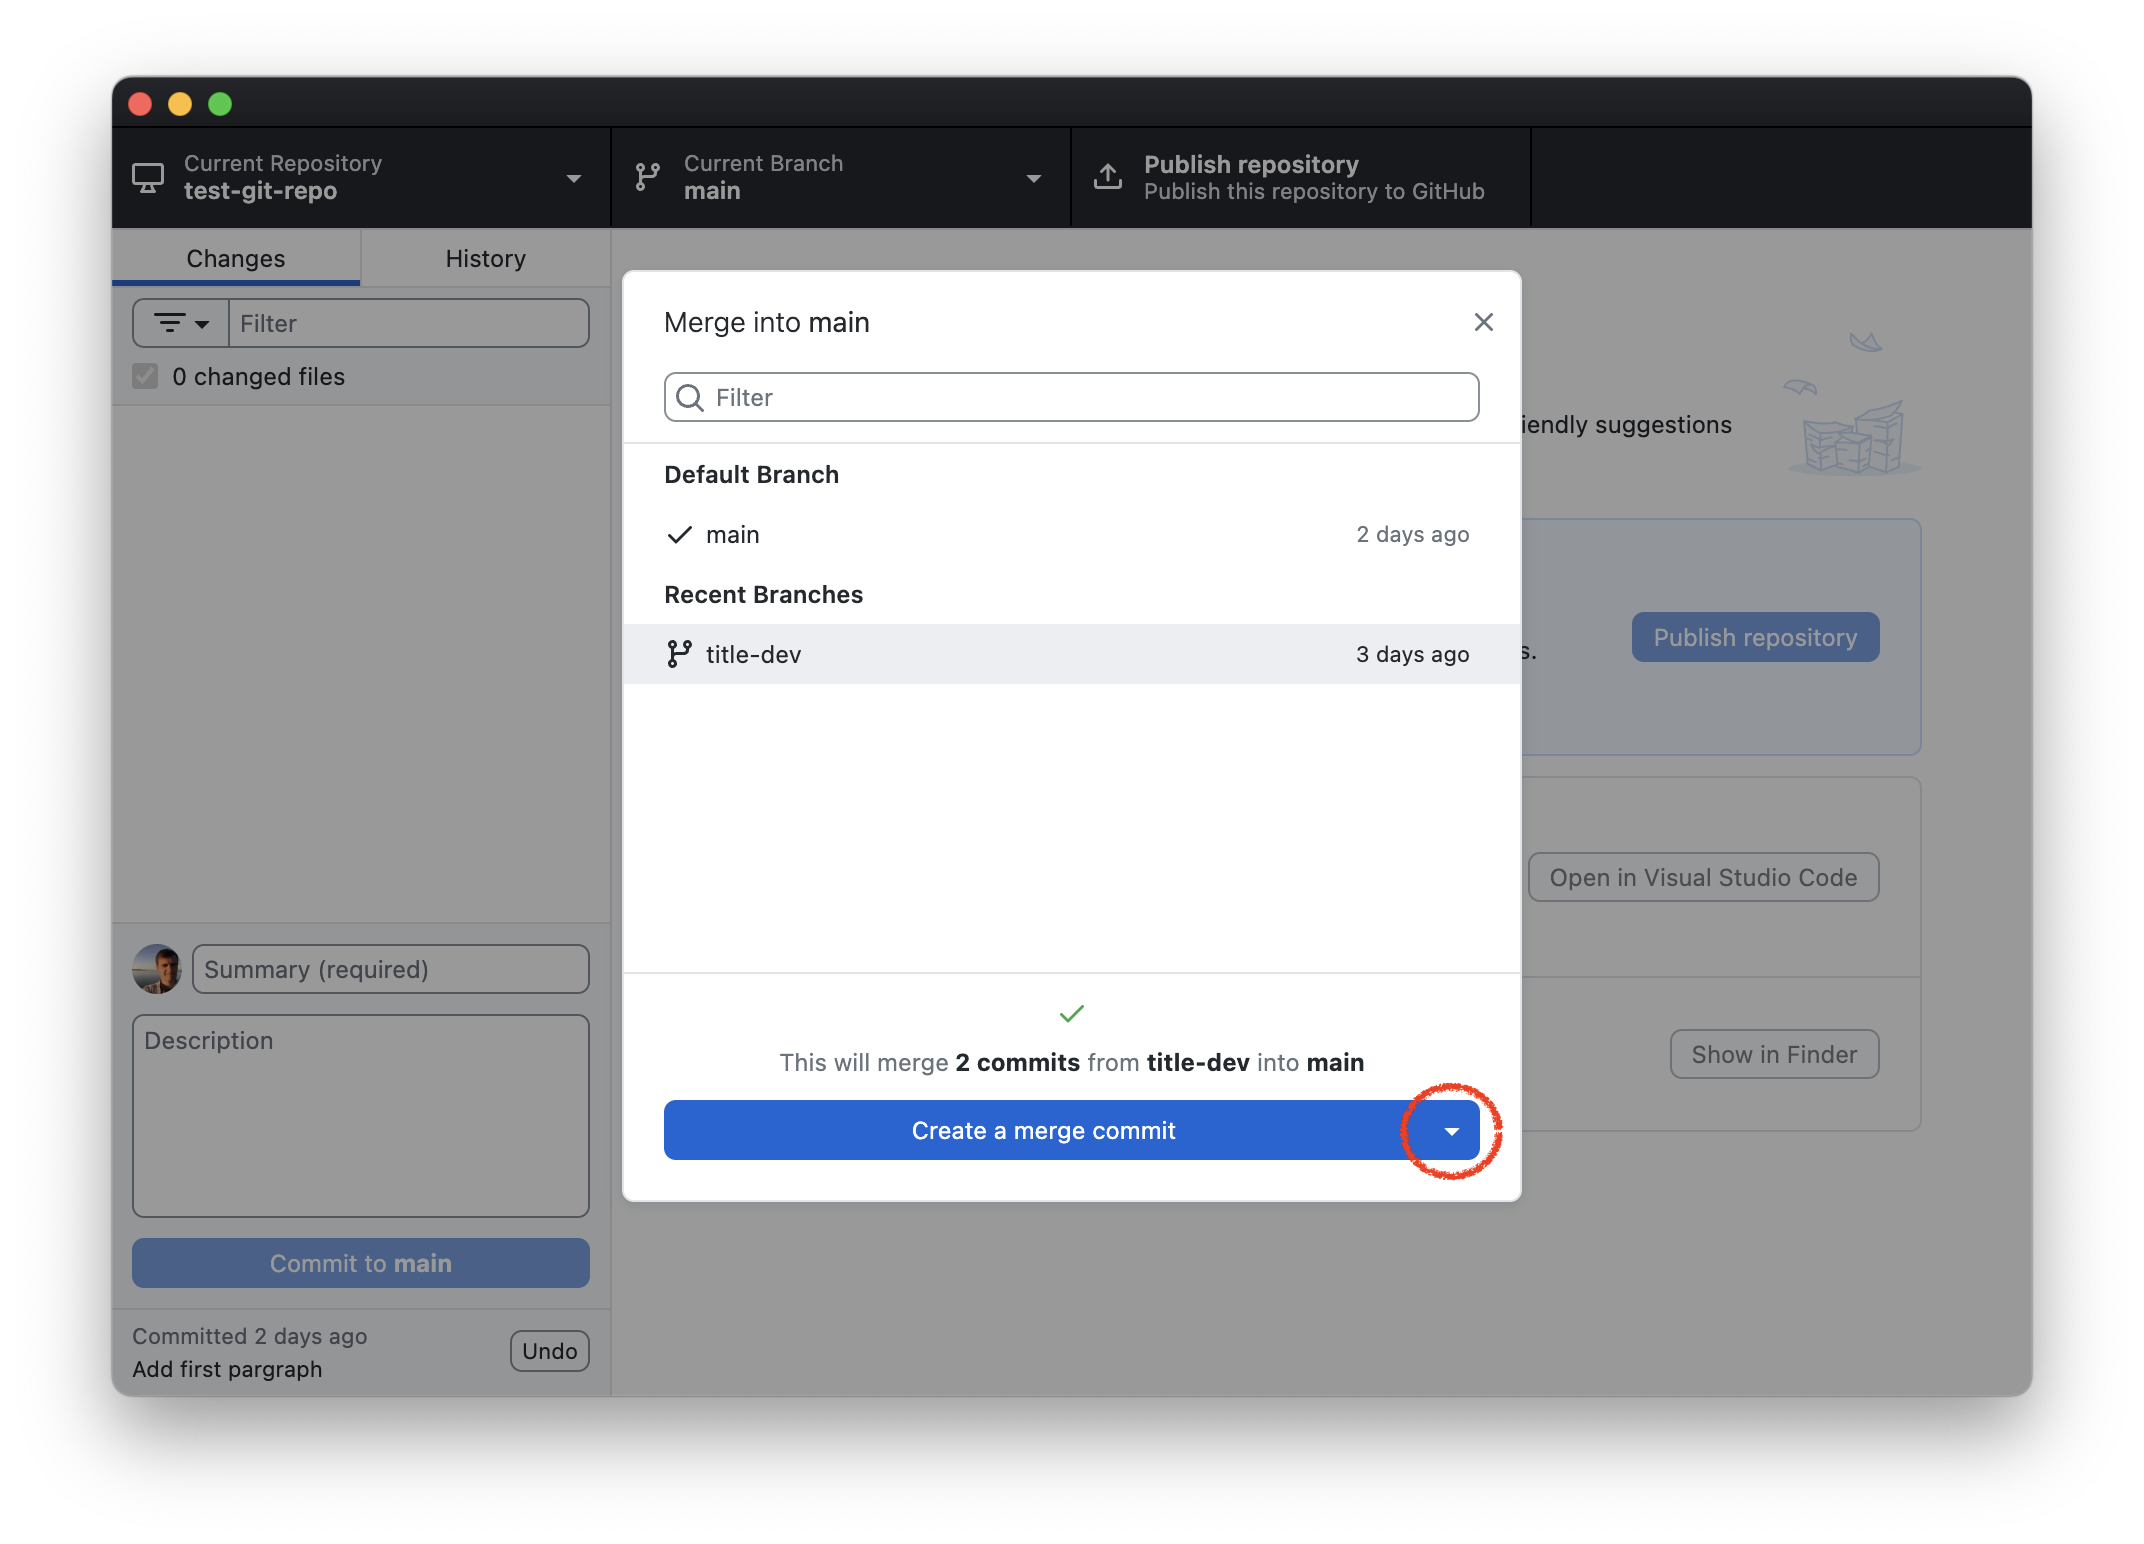 Current Repository
test-git-repo
Current Branch
main
Publish repository
Publish this repository to GitHub
Changes
History
Filter
0 changed files
Merge into main
Filter
Default Branch
main
2 days ago
Recent Branches
title-dev
3 days ago
This will merge 2 commits from title-dev into main
Create a merge commit
iendly suggestions
s.
Publish repository
Open in Visual Studio Code
Show in Finder
Summary (required)
Description
Commit to main
Committed 2 days ago
Add first pargraph
Undo